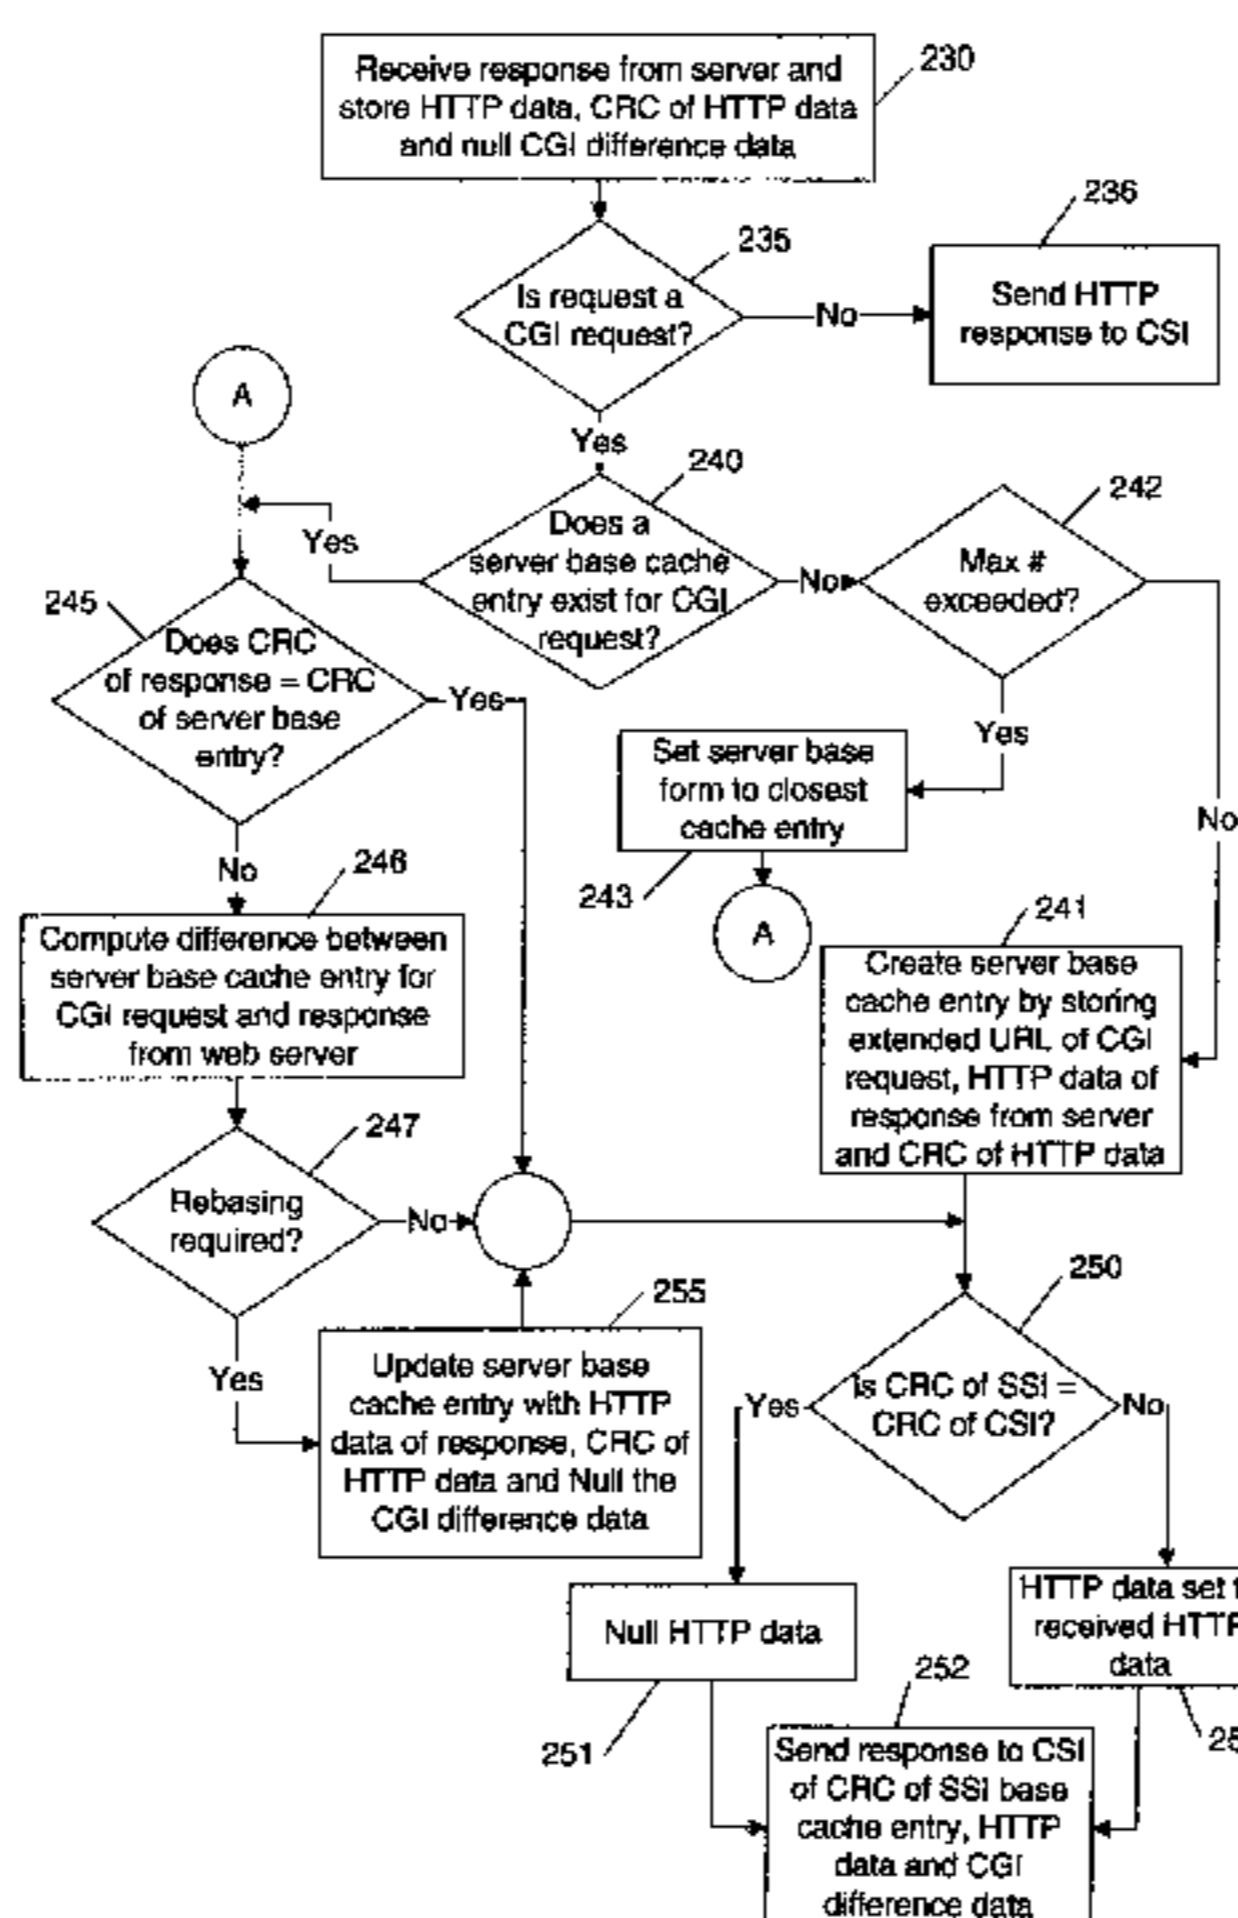 Receive response from server and
store HTTP data, CRC of HTTP data
and null CGI difference data
230
236
235
Is request a
CGI request?
No
Send HTTP
response to CSI
A
Yes
240
242
Does a
server base cache
entry exist for CGI
request?
Yes
No
Max #
exceeded?
245
Does CRC
of response = CRC
of server base
entry?
Yes
Yes
No
Set server base
form to closest
cache entry
243
A
No
246
Compute difference between
server base cache entry for
CGI request and response
from web server
241
Create server base
cache entry by storing
extended URL of CGI
request, HTTP data of
response from server
and CRC of HTTP data
247
Rebasing
required?
No
Yes
255
Update server base
cache entry with HTTP
data of response, CRC of
HTTP data and Null the
CGI difference data
250
Is CRC of SSI =
CRC of CSI?
Yes
No
Null HTTP data
251
HTTP data set
received HTTP
data
252
Send response to CSI
of CRC of SSI base
cache entry, HTTP
data and CGI
difference data